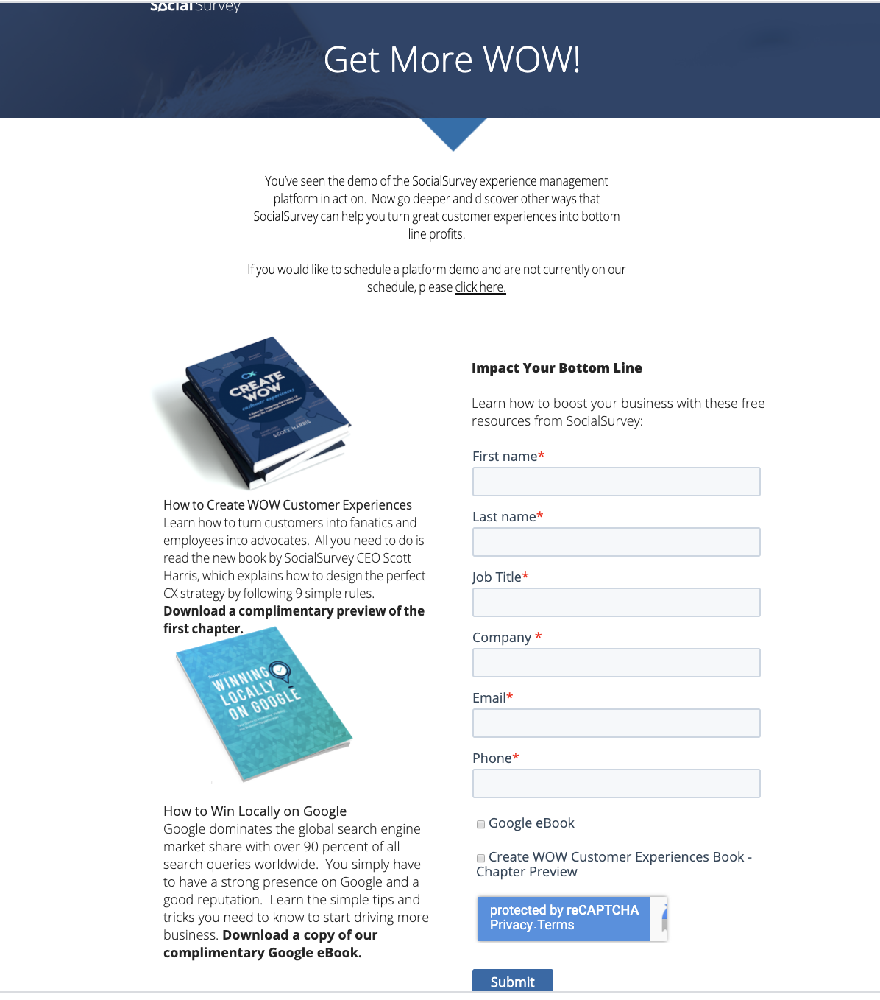 SocialSurvey
Get More WOW!
You've seen the demo of the SocialSurvey experience management
platform in action.  Now go deeper and discover other ways that
SocialSurvey can help you turn great customer experiences into bottom
line profits.
If you would like to schedule a platform demo and are not currently on our
schedule, please click here.
CX
CREATE
WOW
customer experiences
SCOTT HARRIS
How to Create WOW Customer Experiences
Learn how to turn customers into fanatics and
employees into advocates.  All you need to do is
read the new book by SocialSurvey CEO Scott
Harris, which explains how to design the perfect
CX strategy by following 9 simple rules.
Download a complimentary preview of the
first chapter.
SocialSurvey
WINNING
LOCALLY
ON GOOGLE
How to Win Locally on Google
Google dominates the global search engine
market share with over 90 percent of all
search queries worldwide.  You simply have
to have a strong presence on Google and a
good reputation.  Learn the simple tips and
tricks you need to know to start driving more
business. Download a copy of our
complimentary Google eBook.
Impact Your Bottom Line
Learn how to boost your business with these free
resources from SocialSurvey:
First name*
Last name*
Job Title*
Company *
Email*
Phone*
Google eBook
Create WOW Customer Experiences Book -
Chapter Preview
protected by reCAPTCHA
Privacy - Terms
Submit